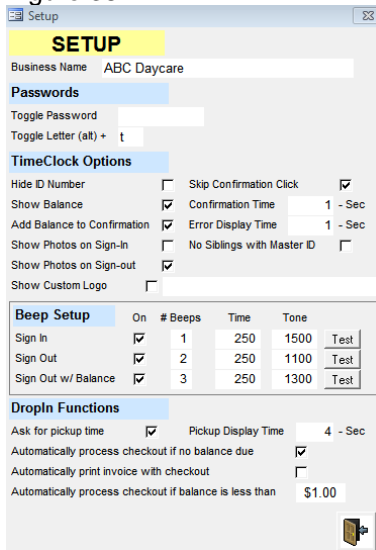 Setup
SETUP
Business Name ABC Daycare
Passwords
Toggle Password
Toggle Letter (alt) + t
TimeClock Options
Hide ID Number Skip Confirmation Click
Show Balance Confirmation Time 1 - Sec
Add Balance to Confirmation Error Display Time 1 - Sec
Show Photos on Sign-In No Siblings with Master ID
Show Photos on Sign-out
Show Custom Logo
Beep Setup On # Beeps Time Tone
Sign In 1 250 1500 Test
Sign Out 2 250 1100 Test
Sign Out w/ Balance 3 250 1300 Test
DropIn Functions
Ask for pickup time Pickup Display Time 4 - Sec
Automatically process checkout if no balance due
Automatically print invoice with checkout
Automatically process checkout if balance is less than $1.00